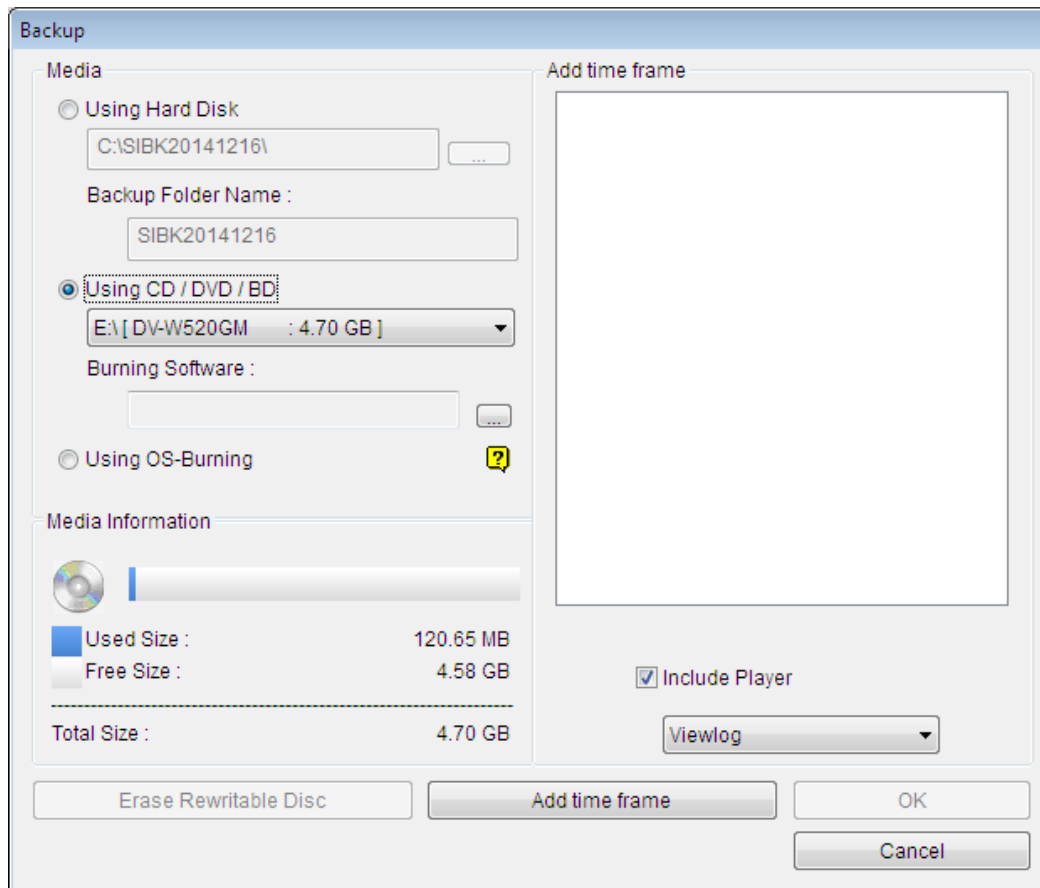 Backup
Media
Using Hard Disk
C:\SIBK20141216\
...
Backup Folder Name :
SIBK20141216
Using CD / DVD / BD
E:\ [ DV-W520GM : 4.70 GB ]
Burning Software :
...
Using OS-Burning
?
Media Information
Used Size : 120.65 MB
Free Size : 4.58 GB
Total Size : 4.70 GB
Add time frame
Include Player
Viewlog
Erase Rewritable Disc
Add time frame
OK
Cancel